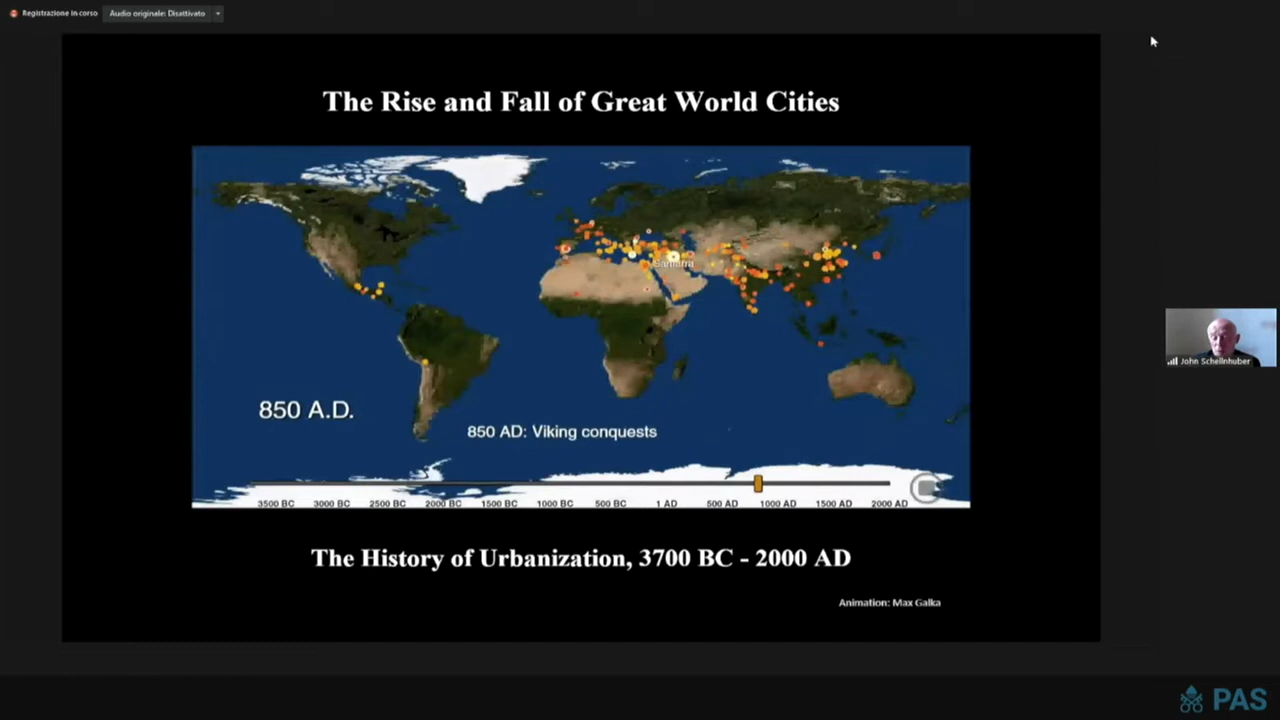 Registrazione in corso
Audio originale: Disattivato
The Rise and Fall of Great World Cities
Samarra
850 A.D.
850 AD: Viking conquests
3500 BC 3000 BC 2500 BC 2000 BC 1500 BC 1000 BC 500 BC 1 AD 500 AD 1000 AD 1500 AD 2000 AD
The History of Urbanization, 3700 BC - 2000 AD
Animation: Max Galka
John Schellnhuber
PAS